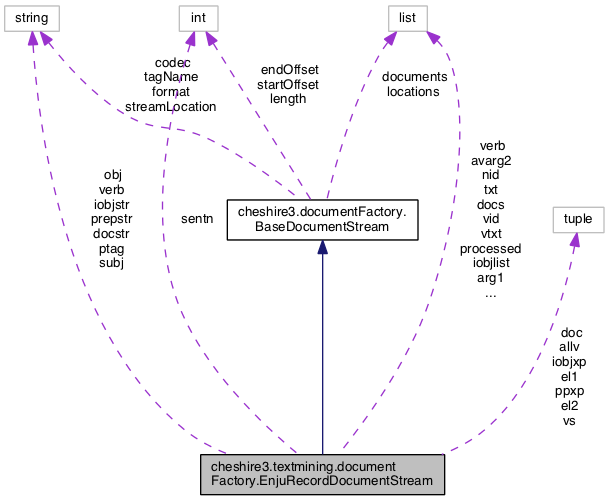 string
int
list
codec
tagName
format
streamLocation
endOffset
startOffset
length
documents
locations
obj
verb
iobjstr
prepstr
docstr
ptag
subj
sentn
cheshire3.documentFactory.
BaseDocumentStream
verb
avarg2
nid
txt
docs
vid
vtxt
processed
iobjlist
arg1
...
tuple
doc
allv
iobjxp
el1
ppxp
el2
vs
cheshire3.textmining.document
Factory.EnjuRecordDocumentStream